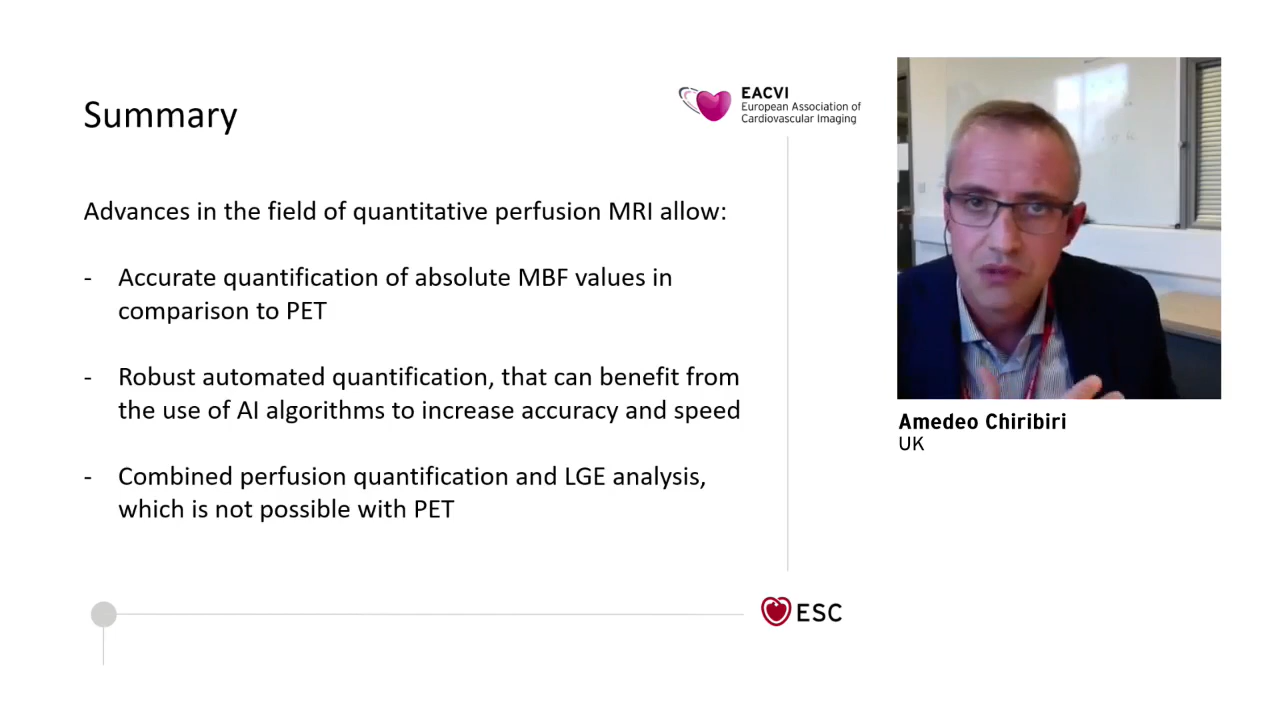 Summary
EACVI
European Association of
Cardiovascular Imaging
Advances in the field of quantitative perfusion MRI allow:
- Accurate quantification of absolute MBF values in
comparison to PET
- Robust automated quantification, that can benefit from
the use of AI algorithms to increase accuracy and speed
- Combined perfusion quantification and LGE analysis,
which is not possible with PET
ESC
Amedeo Chiribiri
UK